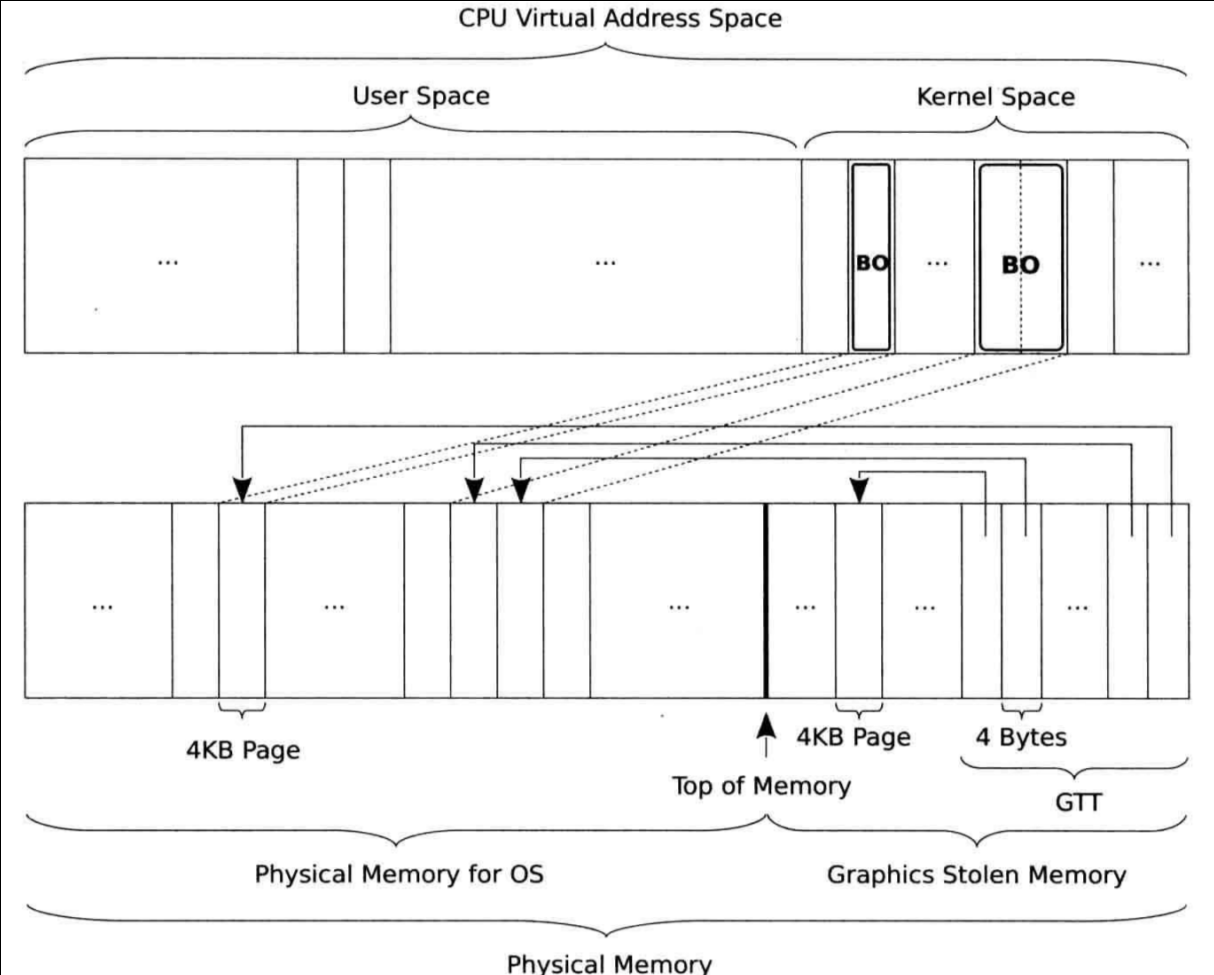 CPU Virtual Address Space
User Space
Kernel Space
...
...
BO
...
BO
...
...
...
...
...
...
...
4KB Page
4KB Page
4 Bytes
Top of Memory
GTT
Physical Memory for OS
Graphics Stolen Memory
Physical Memory